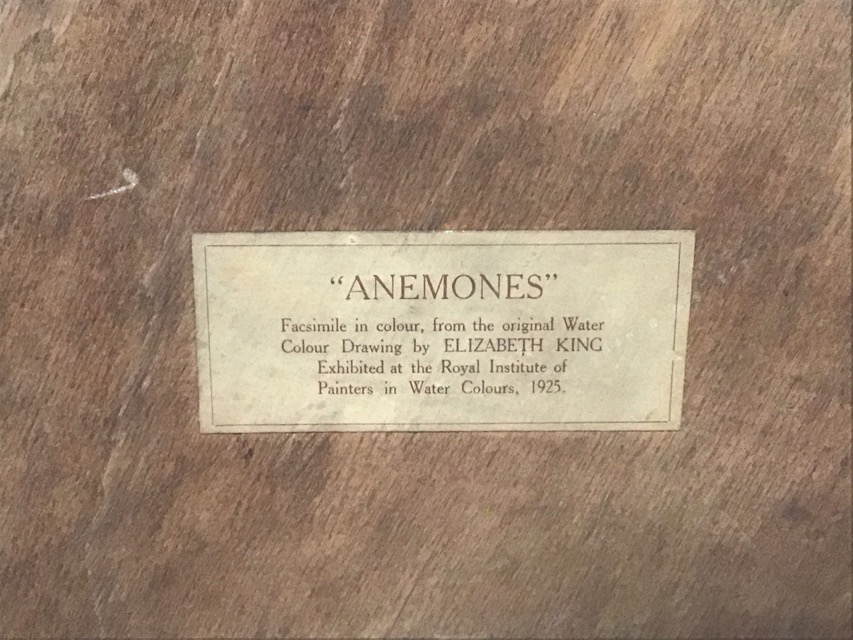 “ANEMONES”
Facsimile in colour, from the original Water
Colour Drawing by ELIZABETH KING
Exhibited at the Royal Institute of
Painters in Water Colours, 1925.